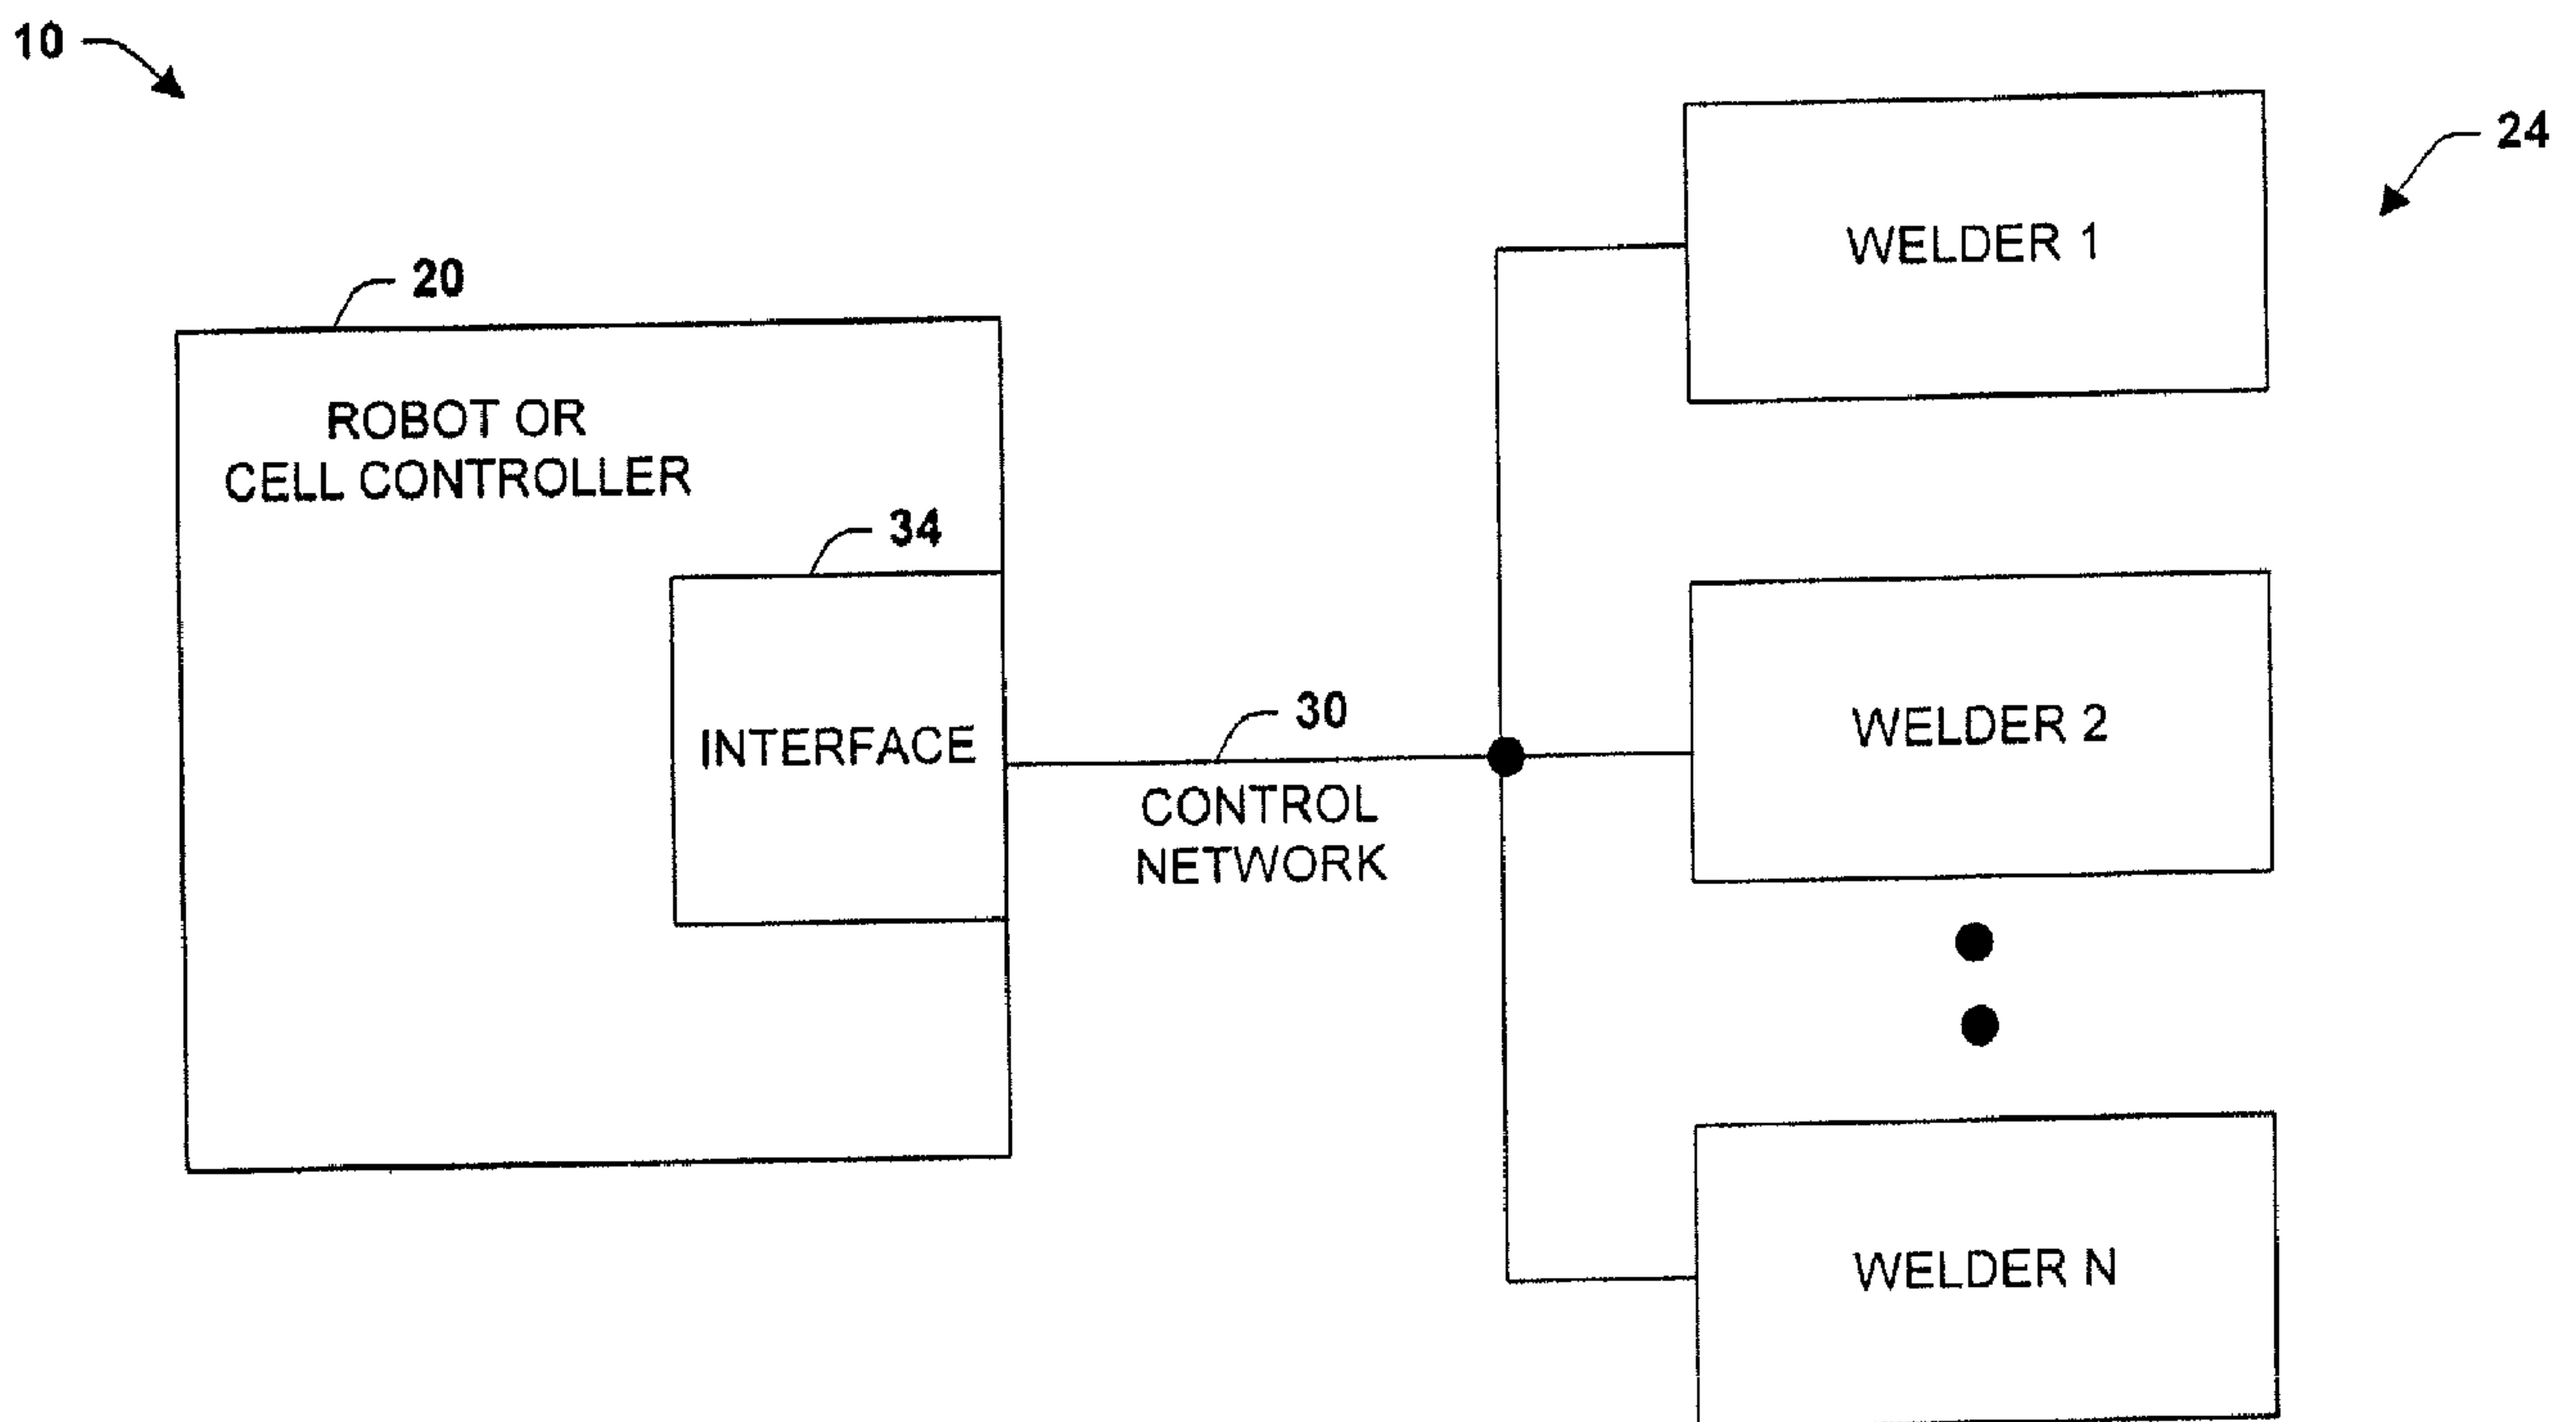 10
24
WELDER 1
20
ROBOT OR
CELL CONTROLLER
34
INTERFACE
30
CONTROL
NETWORK
WELDER 2
WELDER N